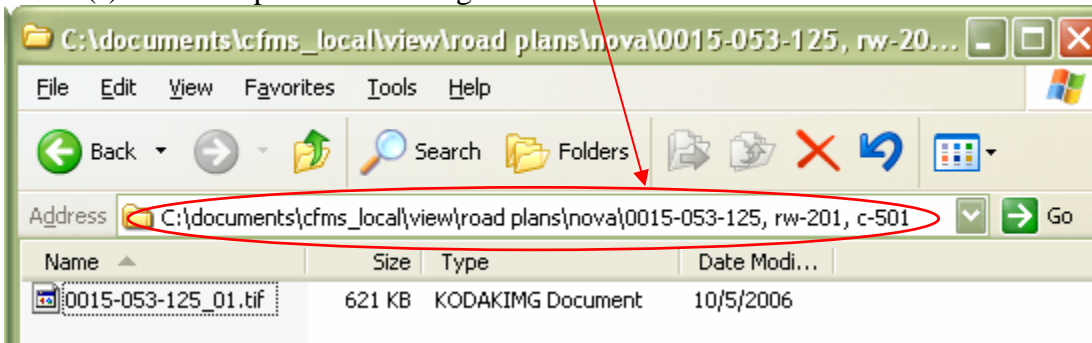 C:\documents\cfms_local\view\road plans\nova\0015-053-125, rw-20...
File Edit View Favorites Tools Help
Back Search Folders
Address C:\documents\cfms_local\view\road plans\nova\0015-053-125, rw-201, c-501 Go
Name Size Type Date Modi...
0015-053-125_01.tif 621 KB KODAKIMG Document 10/5/2006